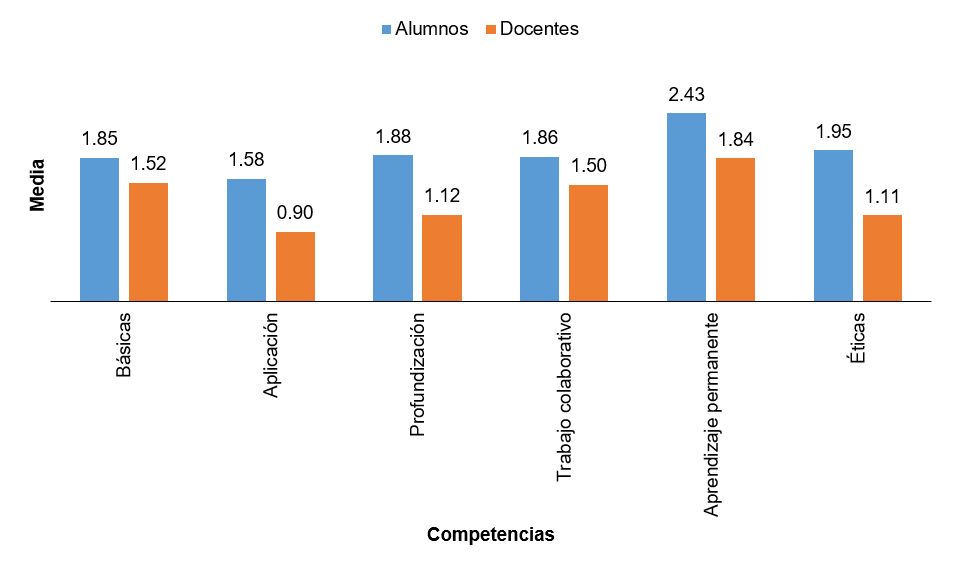 Alumnos Docentes
2.43
1.85
1.52
1.58
0.90
1.88
1.12
1.86
1.50
1.84
1.95
1.11
Media
Básicas
Aplicación
Profundización
Trabajo colaborativo
Aprendizaje permanente
Éticas
Competencias